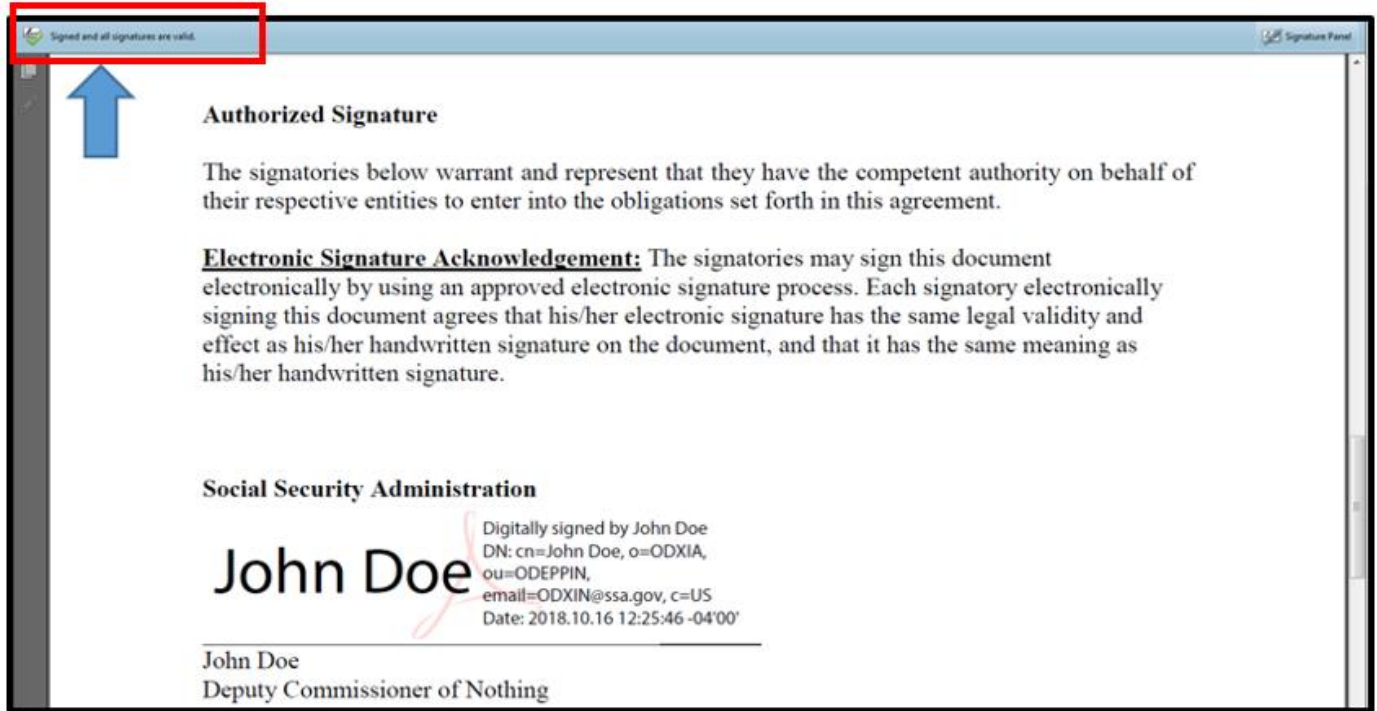 Signed and all signatures are valid.
Signature Panel
Authorized Signature
The signatories below warrant and represent that they have the competent authority on behalf of
their respective entities to enter into the obligations set forth in this agreement.
Electronic Signature Acknowledgement: The signatories may sign this document
electronically by using an approved electronic signature process. Each signatory electronically
signing this document agrees that his/her electronic signature has the same legal validity and
effect as his/her handwritten signature on the document, and that it has the same meaning as
his/her handwritten signature.
Social Security Administration
John Doe
Digitally signed by John Doe
DN: cn=John Doe, o=ODXIA,
ou=ODEPPIN,
email=ODXIN@ssa.gov, c=US
Date: 2018.10.16 12:25:46 -04'00'
John Doe
Deputy Commissioner of Nothing